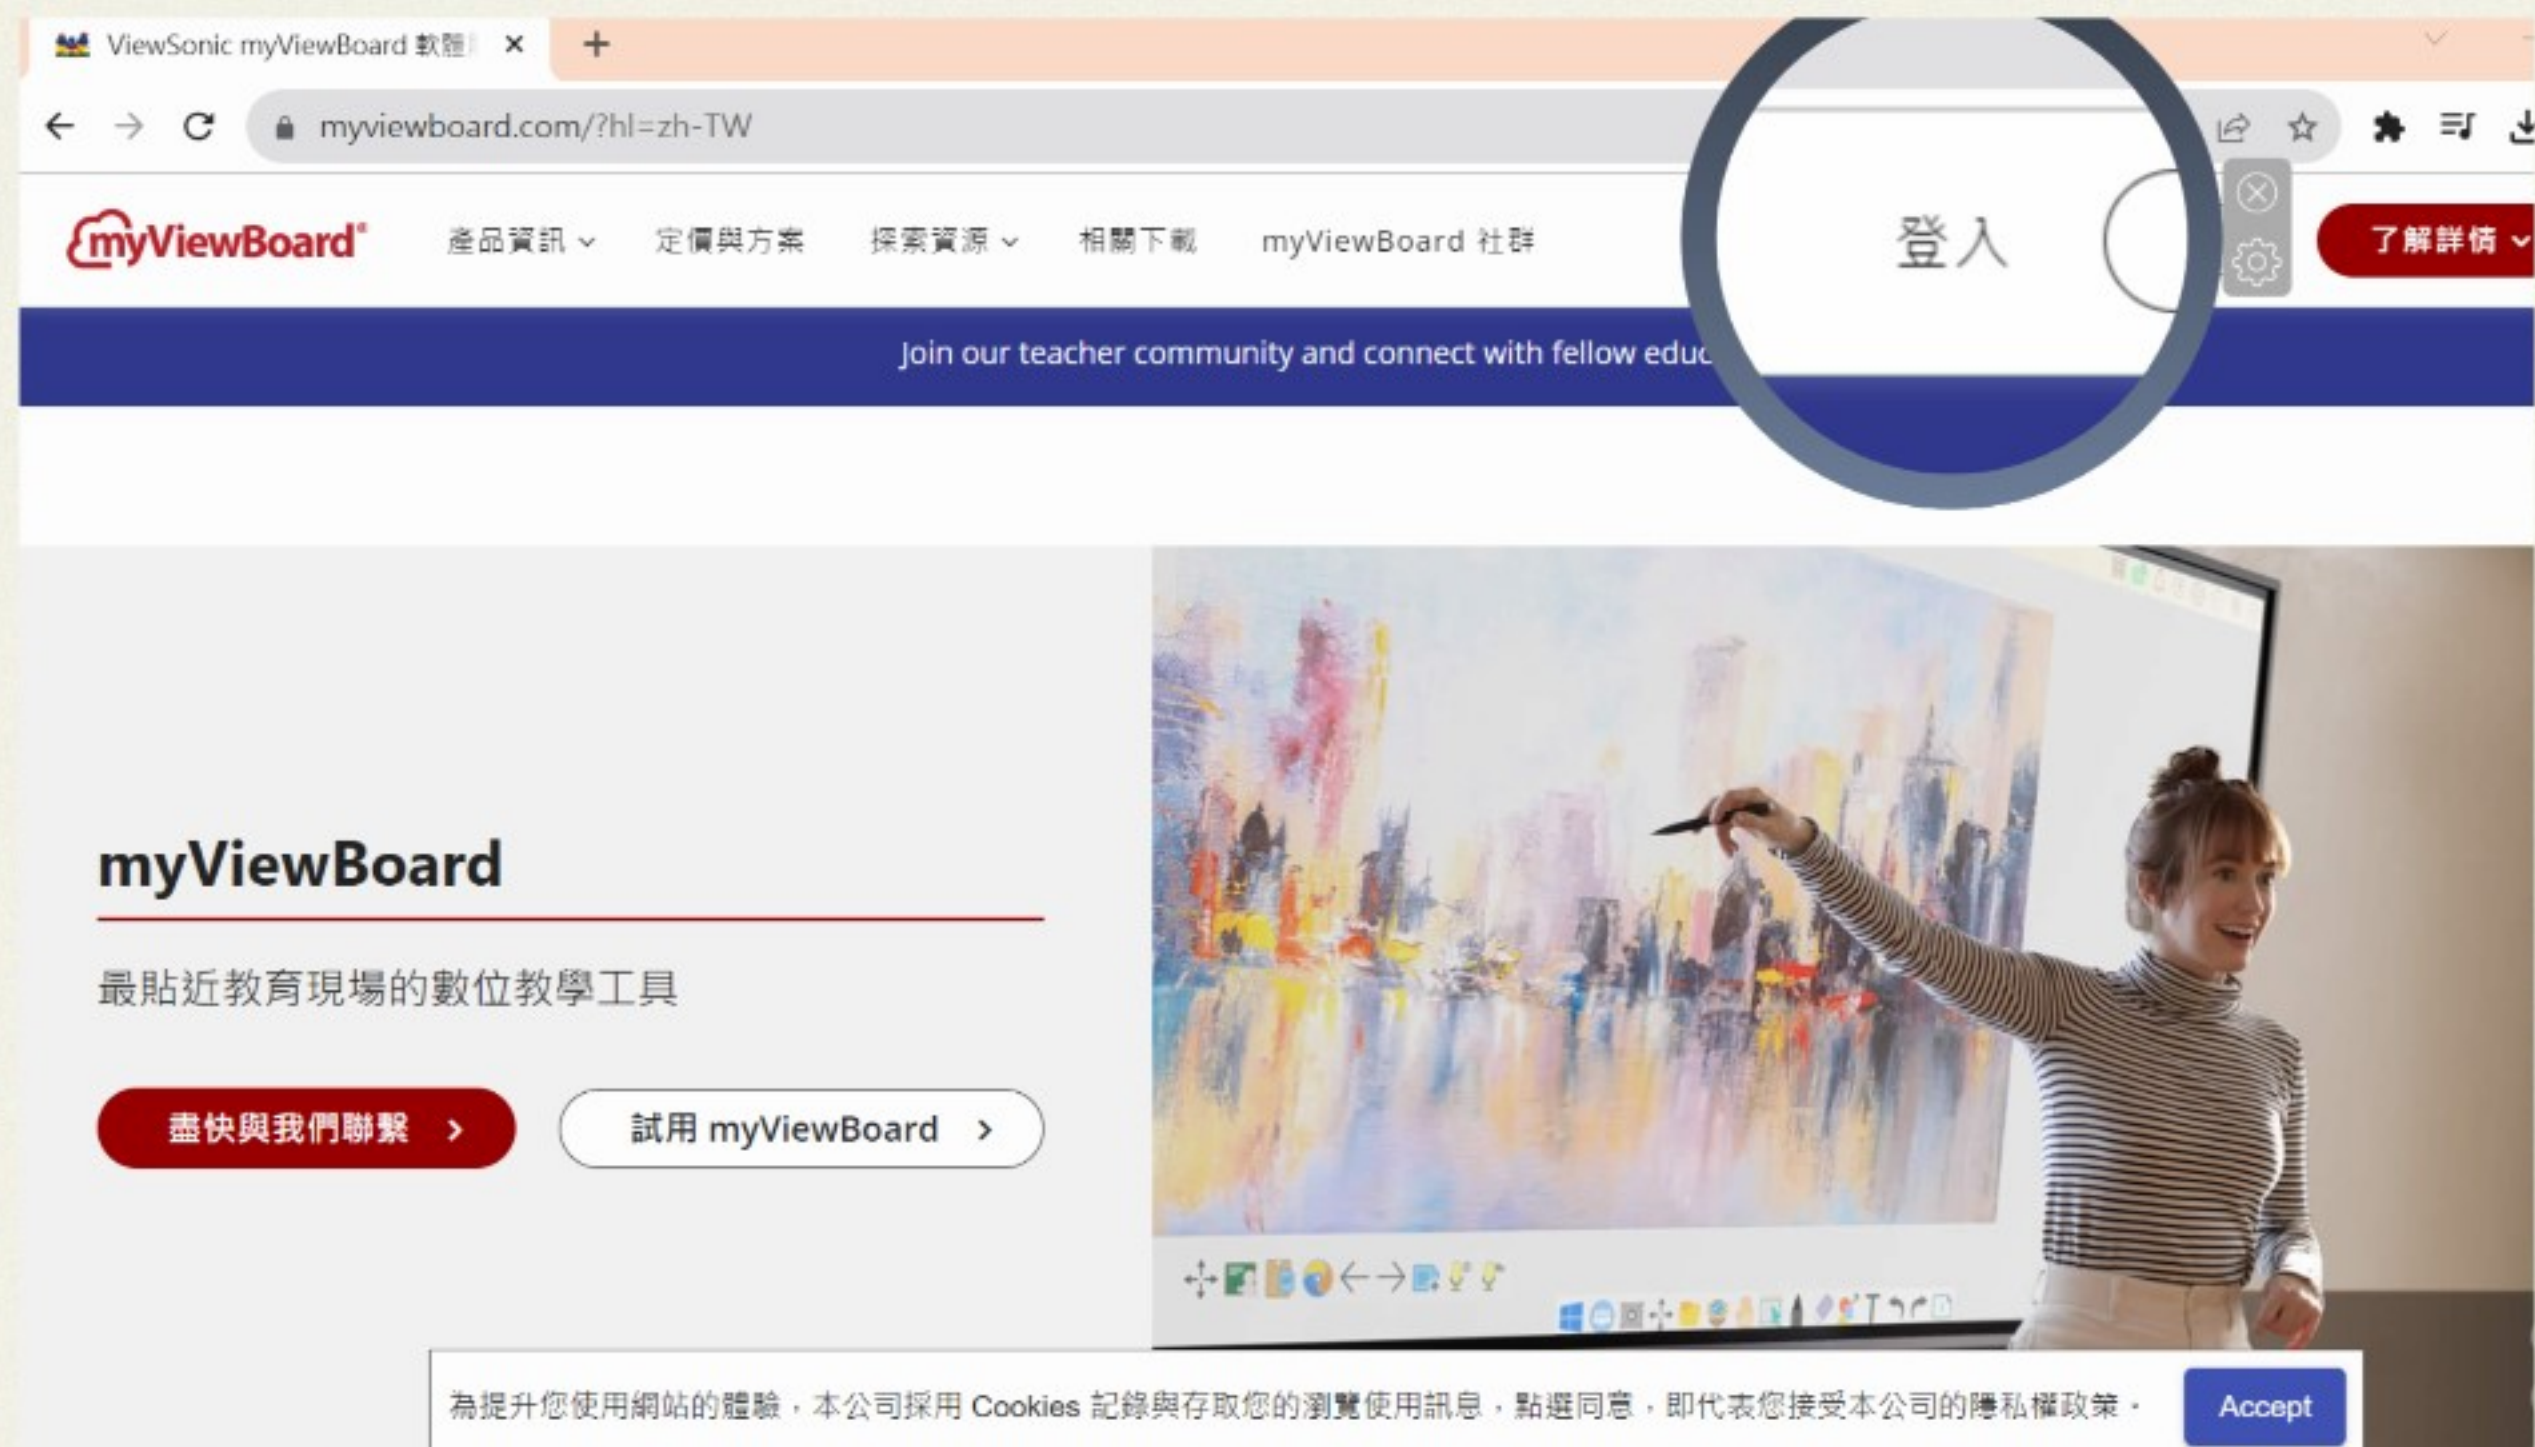 ViewSonic myViewBoard 軟體
myviewboard.com/?hl=zh-TW
myViewBoard 產品資訊 定價與方案 探索資源 相關下載 myViewBoard 社群 登入 了解詳情
Join our teacher community and connect with fellow educ
myViewBoard
最貼近教育現場的數位教學工具
盡快與我們聯繫 試用 myViewBoard
為提升您使用網站的體驗，本公司採用 Cookies 記錄與存取您的瀏覽使用訊息，點選同意，即代表您接受本公司的隱私權政策。 Accept